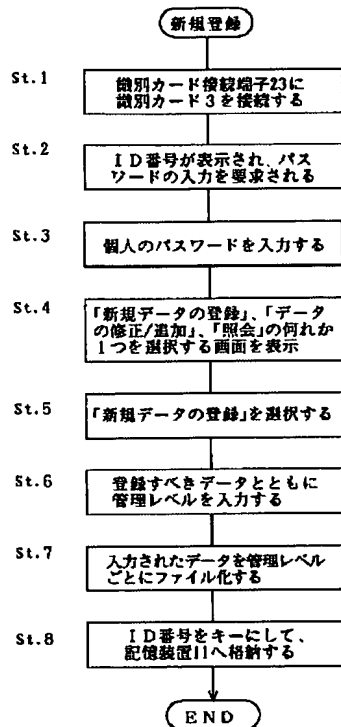 新規登録
St.1
識別カード接続端子23に
識別カード3を接続する
St.2
ID番号が表示され、パス
ワードの入力を要求される
St.3
個人のパスワードを入力する
St.4
「新規データの登録」、「データ
の修正/追加」、「照会」の何れか
1つを選択する画面を表示
St.5
「新規データの登録」を選択する
St.6
登録すべきデータとともに
管理レベルを入力する
St.7
入力されたデータを管理レベル
ごとにファイル化する
St.8
ID番号をキーにして、
記憶装置11へ格納する
END